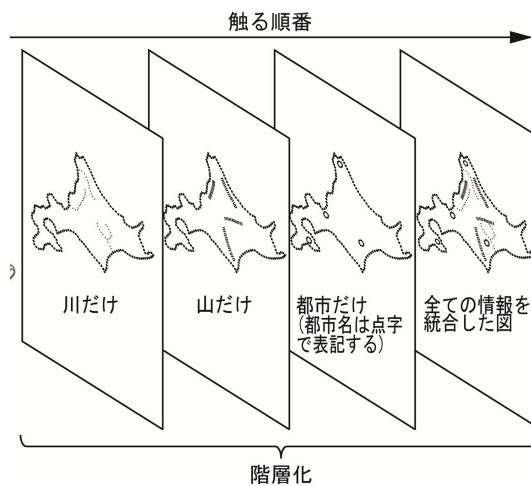 触る順番
川だけ
山だけ
都市だけ
(都市名は点字
で表記する)
全ての情報を
統合した図
階層化